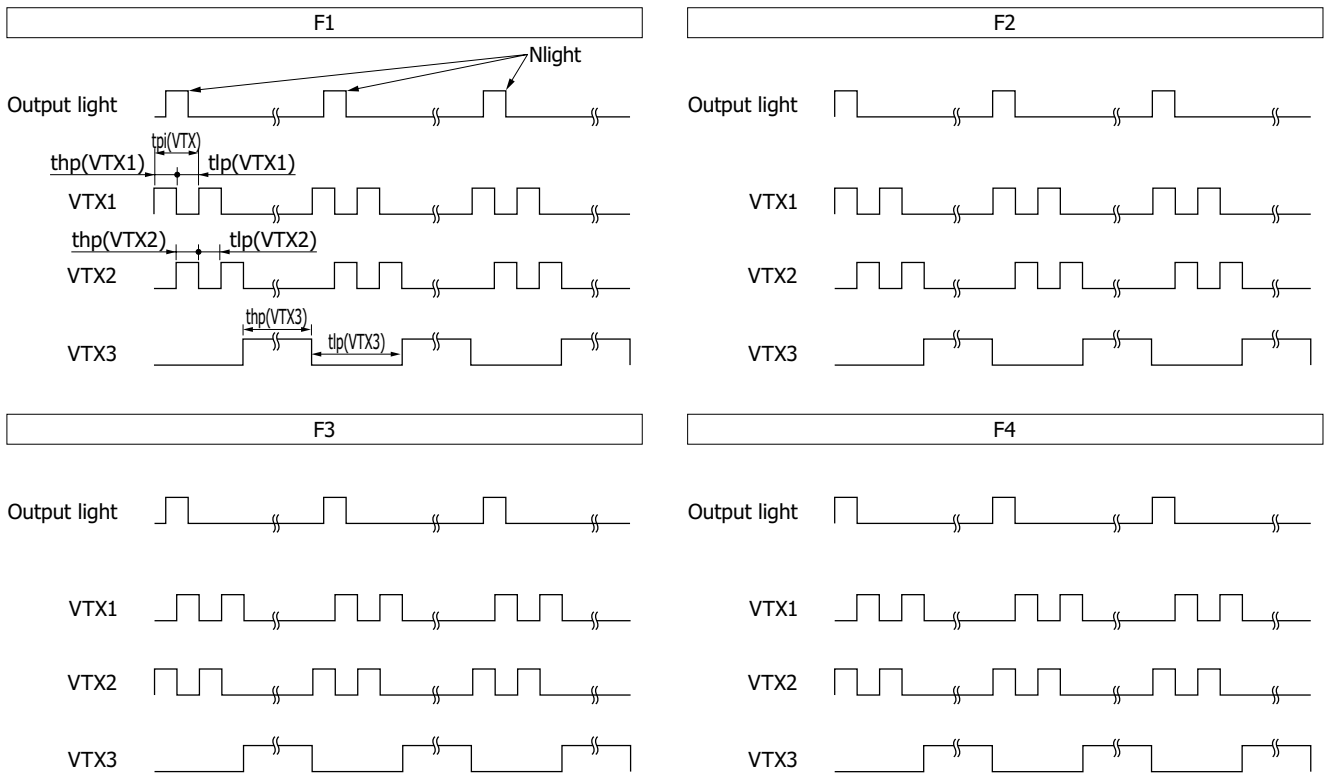 F1
Nlight
Output light
tpi(VTX)
thp(VTX1) tlp(VTX1)
VTX1
thp(VTX2) tlp(VTX2)
VTX2
thp(VTX3)
tlp(VTX3)
VTX3
F2
Output light
VTX1
VTX2
VTX3
F3
Output light
VTX1
VTX2
VTX3
F4
Output light
VTX1
VTX2
VTX3